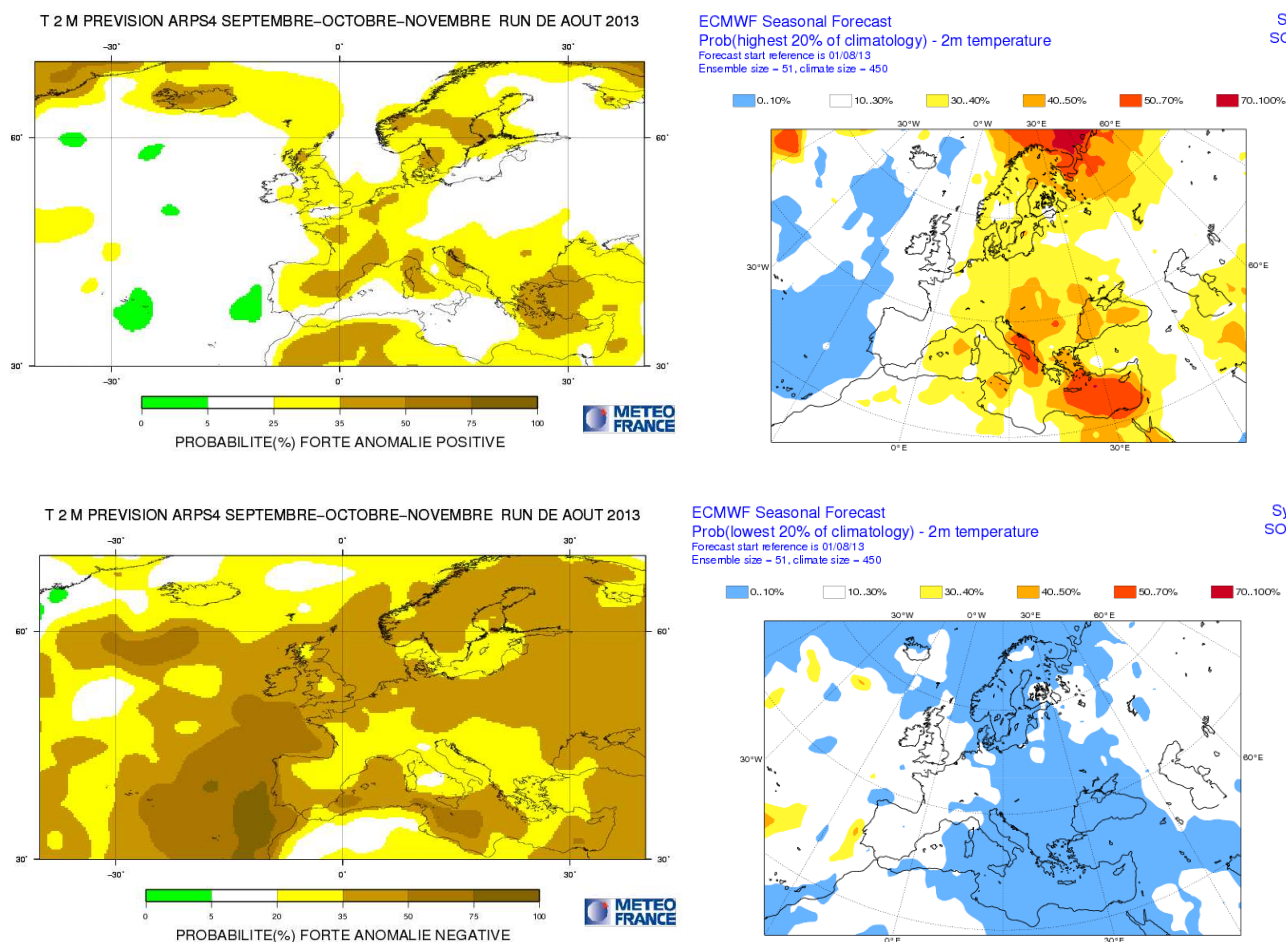 T 2 M PREVISION ARPS4 SEPTEMBRE–OCTOBRE–NOVEMBRE RUN DE AOUT 2013
−30˚ 0˚ 30˚
60˚ 60˚
30˚ 30˚
−30˚ 0˚ 30˚
0 5 25 35 50 75 100
PROBABILITE(%) FORTE ANOMALIE POSITIVE
METEO
FRANCE
ECMWF Seasonal Forecast
Prob(highest 20% of climatology) - 2m temperature
Forecast start reference is 01/08/13
Ensemble size = 51, climate size = 450
S
SO
0..10% 10..30% 30..40% 40..50% 50..70% 70..100%
30°W 0°W 30°E 60°E
30°W 60°E
0°E 30°E
T 2 M PREVISION ARPS4 SEPTEMBRE–OCTOBRE–NOVEMBRE RUN DE AOUT 2013
−30˚ 0˚ 30˚
60˚ 60˚
30˚ 30˚
−30˚ 0˚ 30˚
0 5 20 35 50 75 100
PROBABILITE(%) FORTE ANOMALIE NEGATIVE
METEO
FRANCE
ECMWF Seasonal Forecast
Prob(lowest 20% of climatology) - 2m temperature
Forecast start reference is 01/08/13
Ensemble size = 51, climate size = 450
Sy
SO
0..10% 10..30% 30..40% 40..50% 50..70% 70..100%
30°W 0°W 30°E 60°E
30°W 60°E
0°E 30°E